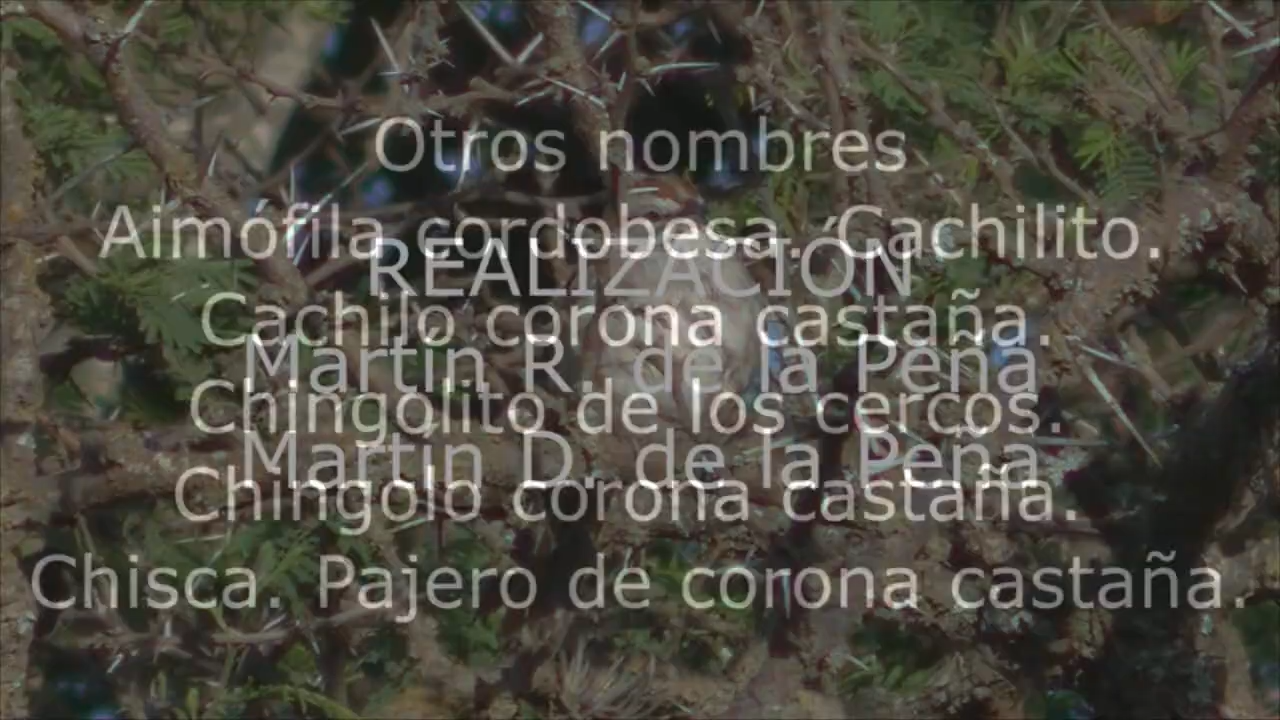 Otros nombres
Aimófila cordobesa. Cachilito.
REALIZACIÓN
Cachilo corona castaña.
Martín R. de la Peña
Chingolito de los cercos.
Martin D. de la Peña
Chingolo corona castaña.
Chisca. Pajero de corona castaña.